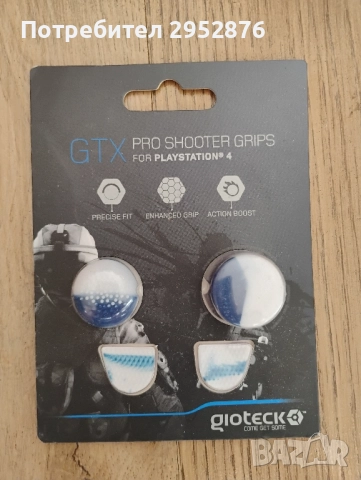 Потребител 2952876
GTX PRO SHOOTER GRIPS
FOR PLAYSTATION® 4
PRECISE FIT ENHANCED GRIP ACTION BOOST
gioteck
COME GET SOME
BAZAR